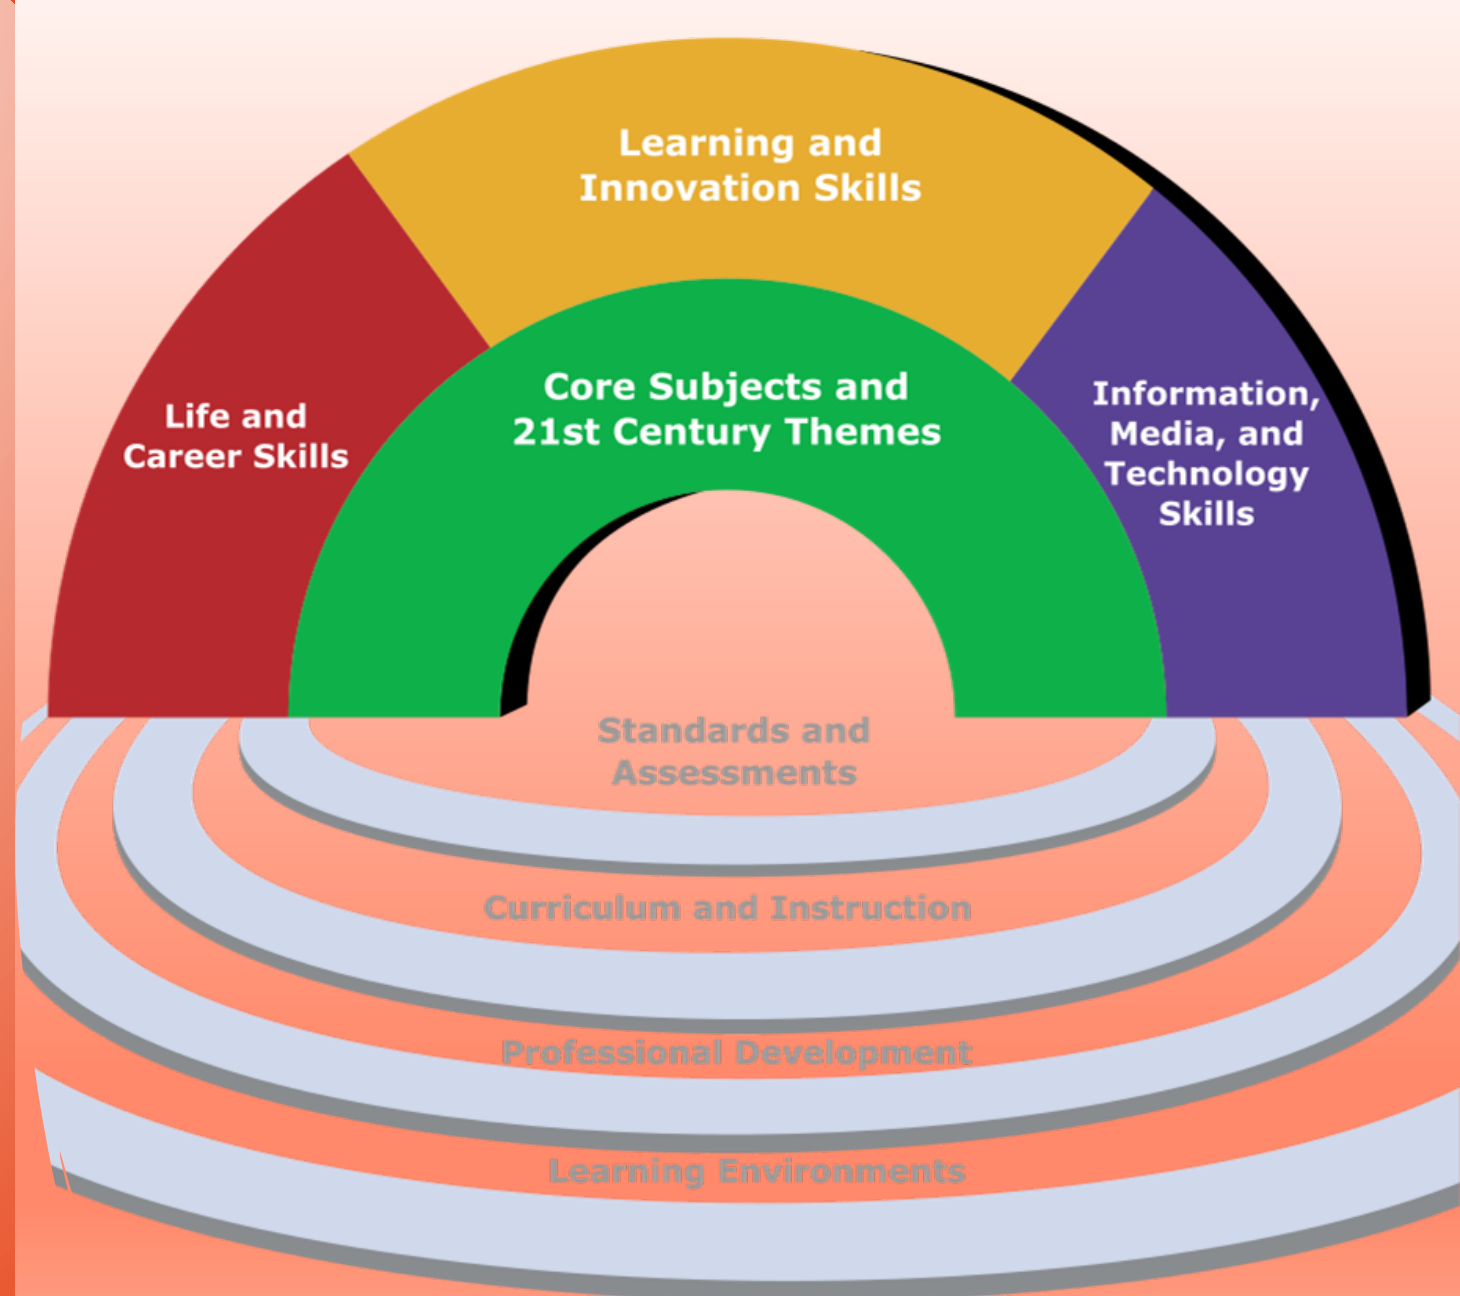 Learning and
Innovation Skills
Life and
Career Skills
Core Subjects and
21st Century Themes
Information,
Media, and
Technology
Skills
Standards and
Assessments
Curriculum and Instruction
Professional Development
Learning Environments